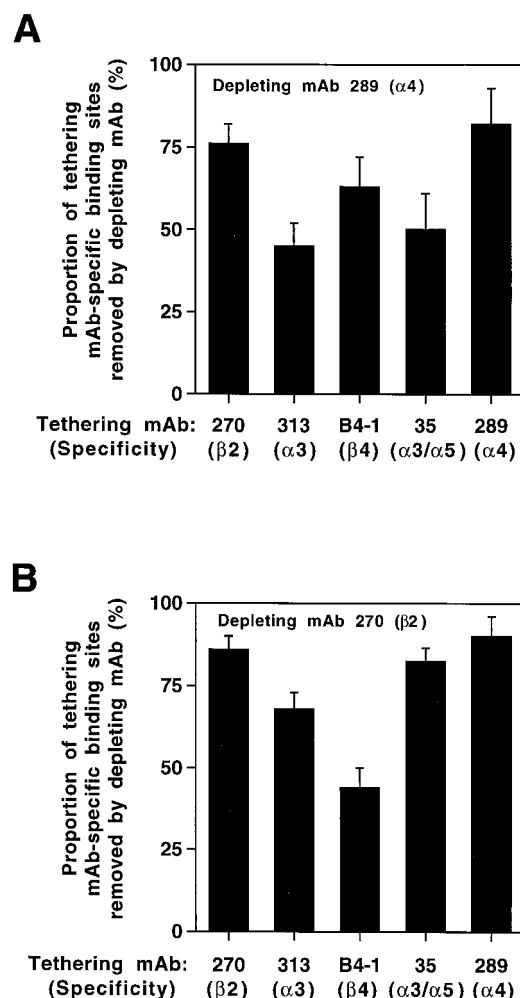 A
Proportion of tethering
mAb-specific binding sites
removed by depleting mAb (%)
100
75
50
25
0
Depleting mAb 289 (α4)
Tethering mAb: 270 313 B4-1 35 289
(Specificity) (β2) (α3) (β4) (α3/α5) (α4)
B
Proportion of tethering
mAb-specific binding sites
removed by depleting mAb (%)
100
75
50
25
0
Depleting mAb 270 (β2)
Tethering mAb: 270 313 B4-1 35 289
(Specificity) (β2) (α3) (β4) (α3/α5) (α4)